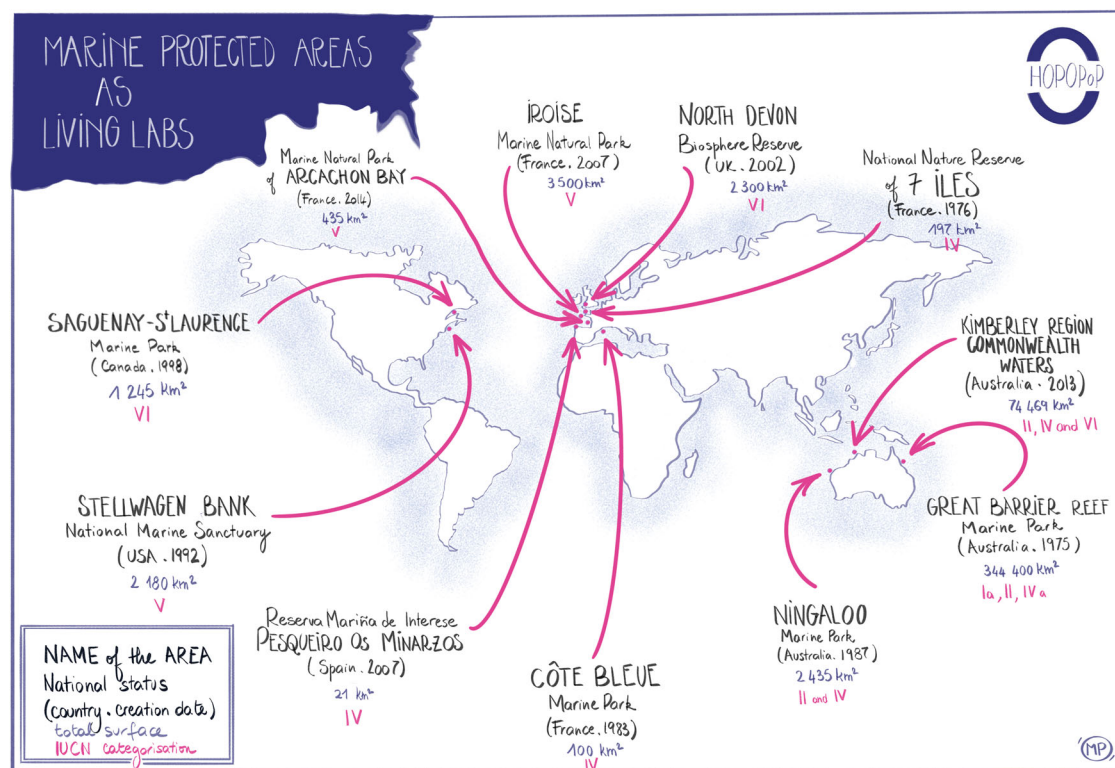 MARINE PROTECTED AREAS
AS
LIVING LABS
HOPOPoP
Marine Natural Park
of ARCACHON BAY
(France. 2014)
435 km²
V
IROISE
Marine Natural Park
(France. 2007)
3500 km²
V
NORTH DEVON
Biosphere Reserve
(UK. 2002)
2 300 km²
VI
National Nature Reserve
of 7 ILES
(France. 1976)
197 km²
IV
SAGUENAY-St LAURENCE
Marine Park
(Canada. 1998)
1 245 km²
VI
KIMBERLEY REGION
COMMONWEALTH
WATERS
(Australia. 2013)
74 469 km²
II, IV and VI
STELLWAGEN BANK
National Marine Sanctuary
(USA. 1992)
2 180 km²
V
GREAT BARRIER REEF
Marine Park
(Australia. 1975)
344 400 km²
Ia, II, IVa
Reserva Mariña de Interese
PESQUEIRO OS MINARZOS
(Spain. 2007)
21 km²
IV
CÔTE BLEUE
Marine Park
(France. 1983)
100 km²
IV
NINGALOO
Marine Park
(Australia. 1987)
2 435 km²
II and IV
NAME of the AREA
National status
(country. creation date)
total surface
IUCN categorisation
MP